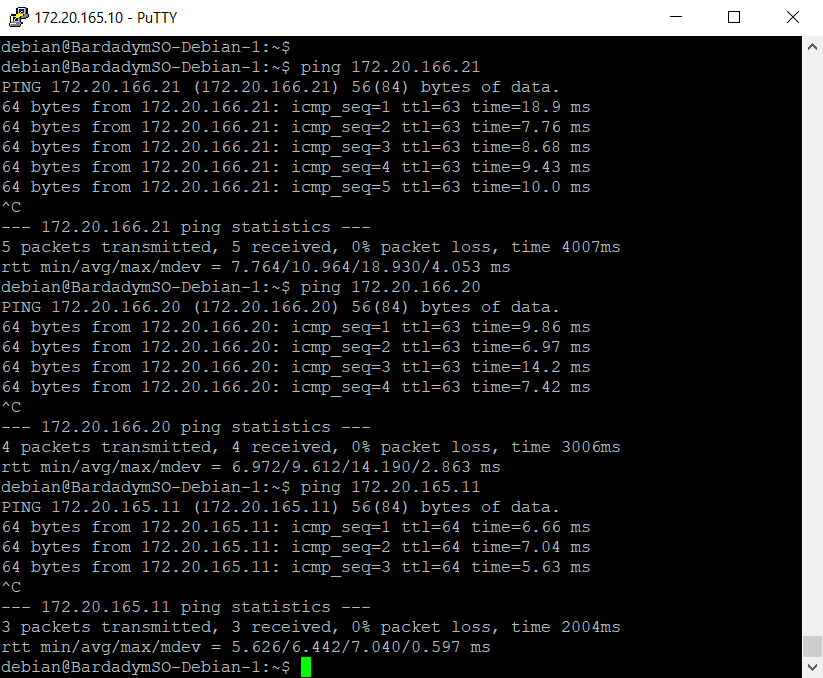 172.20.165.10 - PuTTY
debian@BardadymSO-Debian-1:~$
debian@BardadymSO-Debian-1:~$ ping 172.20.166.21
PING 172.20.166.21 (172.20.166.21) 56(84) bytes of data.
64 bytes from 172.20.166.21: icmp_seq=1 ttl=63 time=18.9 ms
64 bytes from 172.20.166.21: icmp_seq=2 ttl=63 time=7.76 ms
64 bytes from 172.20.166.21: icmp_seq=3 ttl=63 time=8.68 ms
64 bytes from 172.20.166.21: icmp_seq=4 ttl=63 time=9.43 ms
64 bytes from 172.20.166.21: icmp_seq=5 ttl=63 time=10.0 ms
^C
--- 172.20.166.21 ping statistics ---
5 packets transmitted, 5 received, 0% packet loss, time 4007ms
rtt min/avg/max/mdev = 7.764/10.964/18.930/4.053 ms
debian@BardadymSO-Debian-1:~$ ping 172.20.166.20
PING 172.20.166.20 (172.20.166.20) 56(84) bytes of data.
64 bytes from 172.20.166.20: icmp_seq=1 ttl=63 time=9.86 ms
64 bytes from 172.20.166.20: icmp_seq=2 ttl=63 time=6.97 ms
64 bytes from 172.20.166.20: icmp_seq=3 ttl=63 time=14.2 ms
64 bytes from 172.20.166.20: icmp_seq=4 ttl=63 time=7.42 ms
^C
--- 172.20.166.20 ping statistics ---
4 packets transmitted, 4 received, 0% packet loss, time 3006ms
rtt min/avg/max/mdev = 6.972/9.612/14.190/2.863 ms
debian@BardadymSO-Debian-1:~$ ping 172.20.165.11
PING 172.20.165.11 (172.20.165.11) 56(84) bytes of data.
64 bytes from 172.20.165.11: icmp_seq=1 ttl=64 time=6.66 ms
64 bytes from 172.20.165.11: icmp_seq=2 ttl=64 time=7.04 ms
64 bytes from 172.20.165.11: icmp_seq=3 ttl=64 time=5.63 ms
^C
--- 172.20.165.11 ping statistics ---
3 packets transmitted, 3 received, 0% packet loss, time 2004ms
rtt min/avg/max/mdev = 5.626/6.442/7.040/0.597 ms
debian@BardadymSO-Debian-1:~$